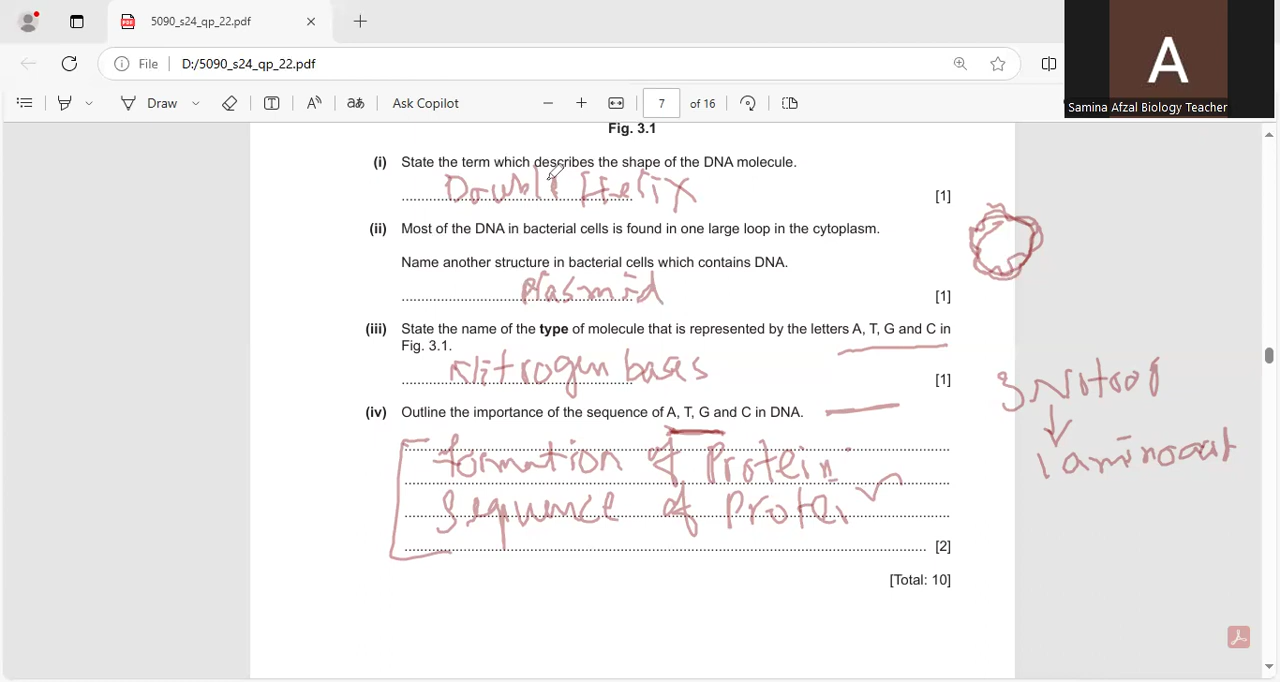 5090_s24_qp_22.pdf
File D:/5090_s24_qp_22.pdf
A
Samina Afzal Biology Teacher
Draw aあ Ask Copilot 7 of 16
Fig. 3.1
(i) State the term which describes the shape of the DNA molecule.
Double Helix [1]
(ii) Most of the DNA in bacterial cells is found in one large loop in the cytoplasm.
Name another structure in bacterial cells which contains DNA.
Plasmid [1]
(iii) State the name of the type of molecule that is represented by the letters A, T, G and C in
Fig. 3.1.
Nitrogen bases [1]
3
1
(iv) Outline the importance of the sequence of A, T, G and C in DNA.
formation of Protein
Sequence of Protei
[2]
[Total: 10]